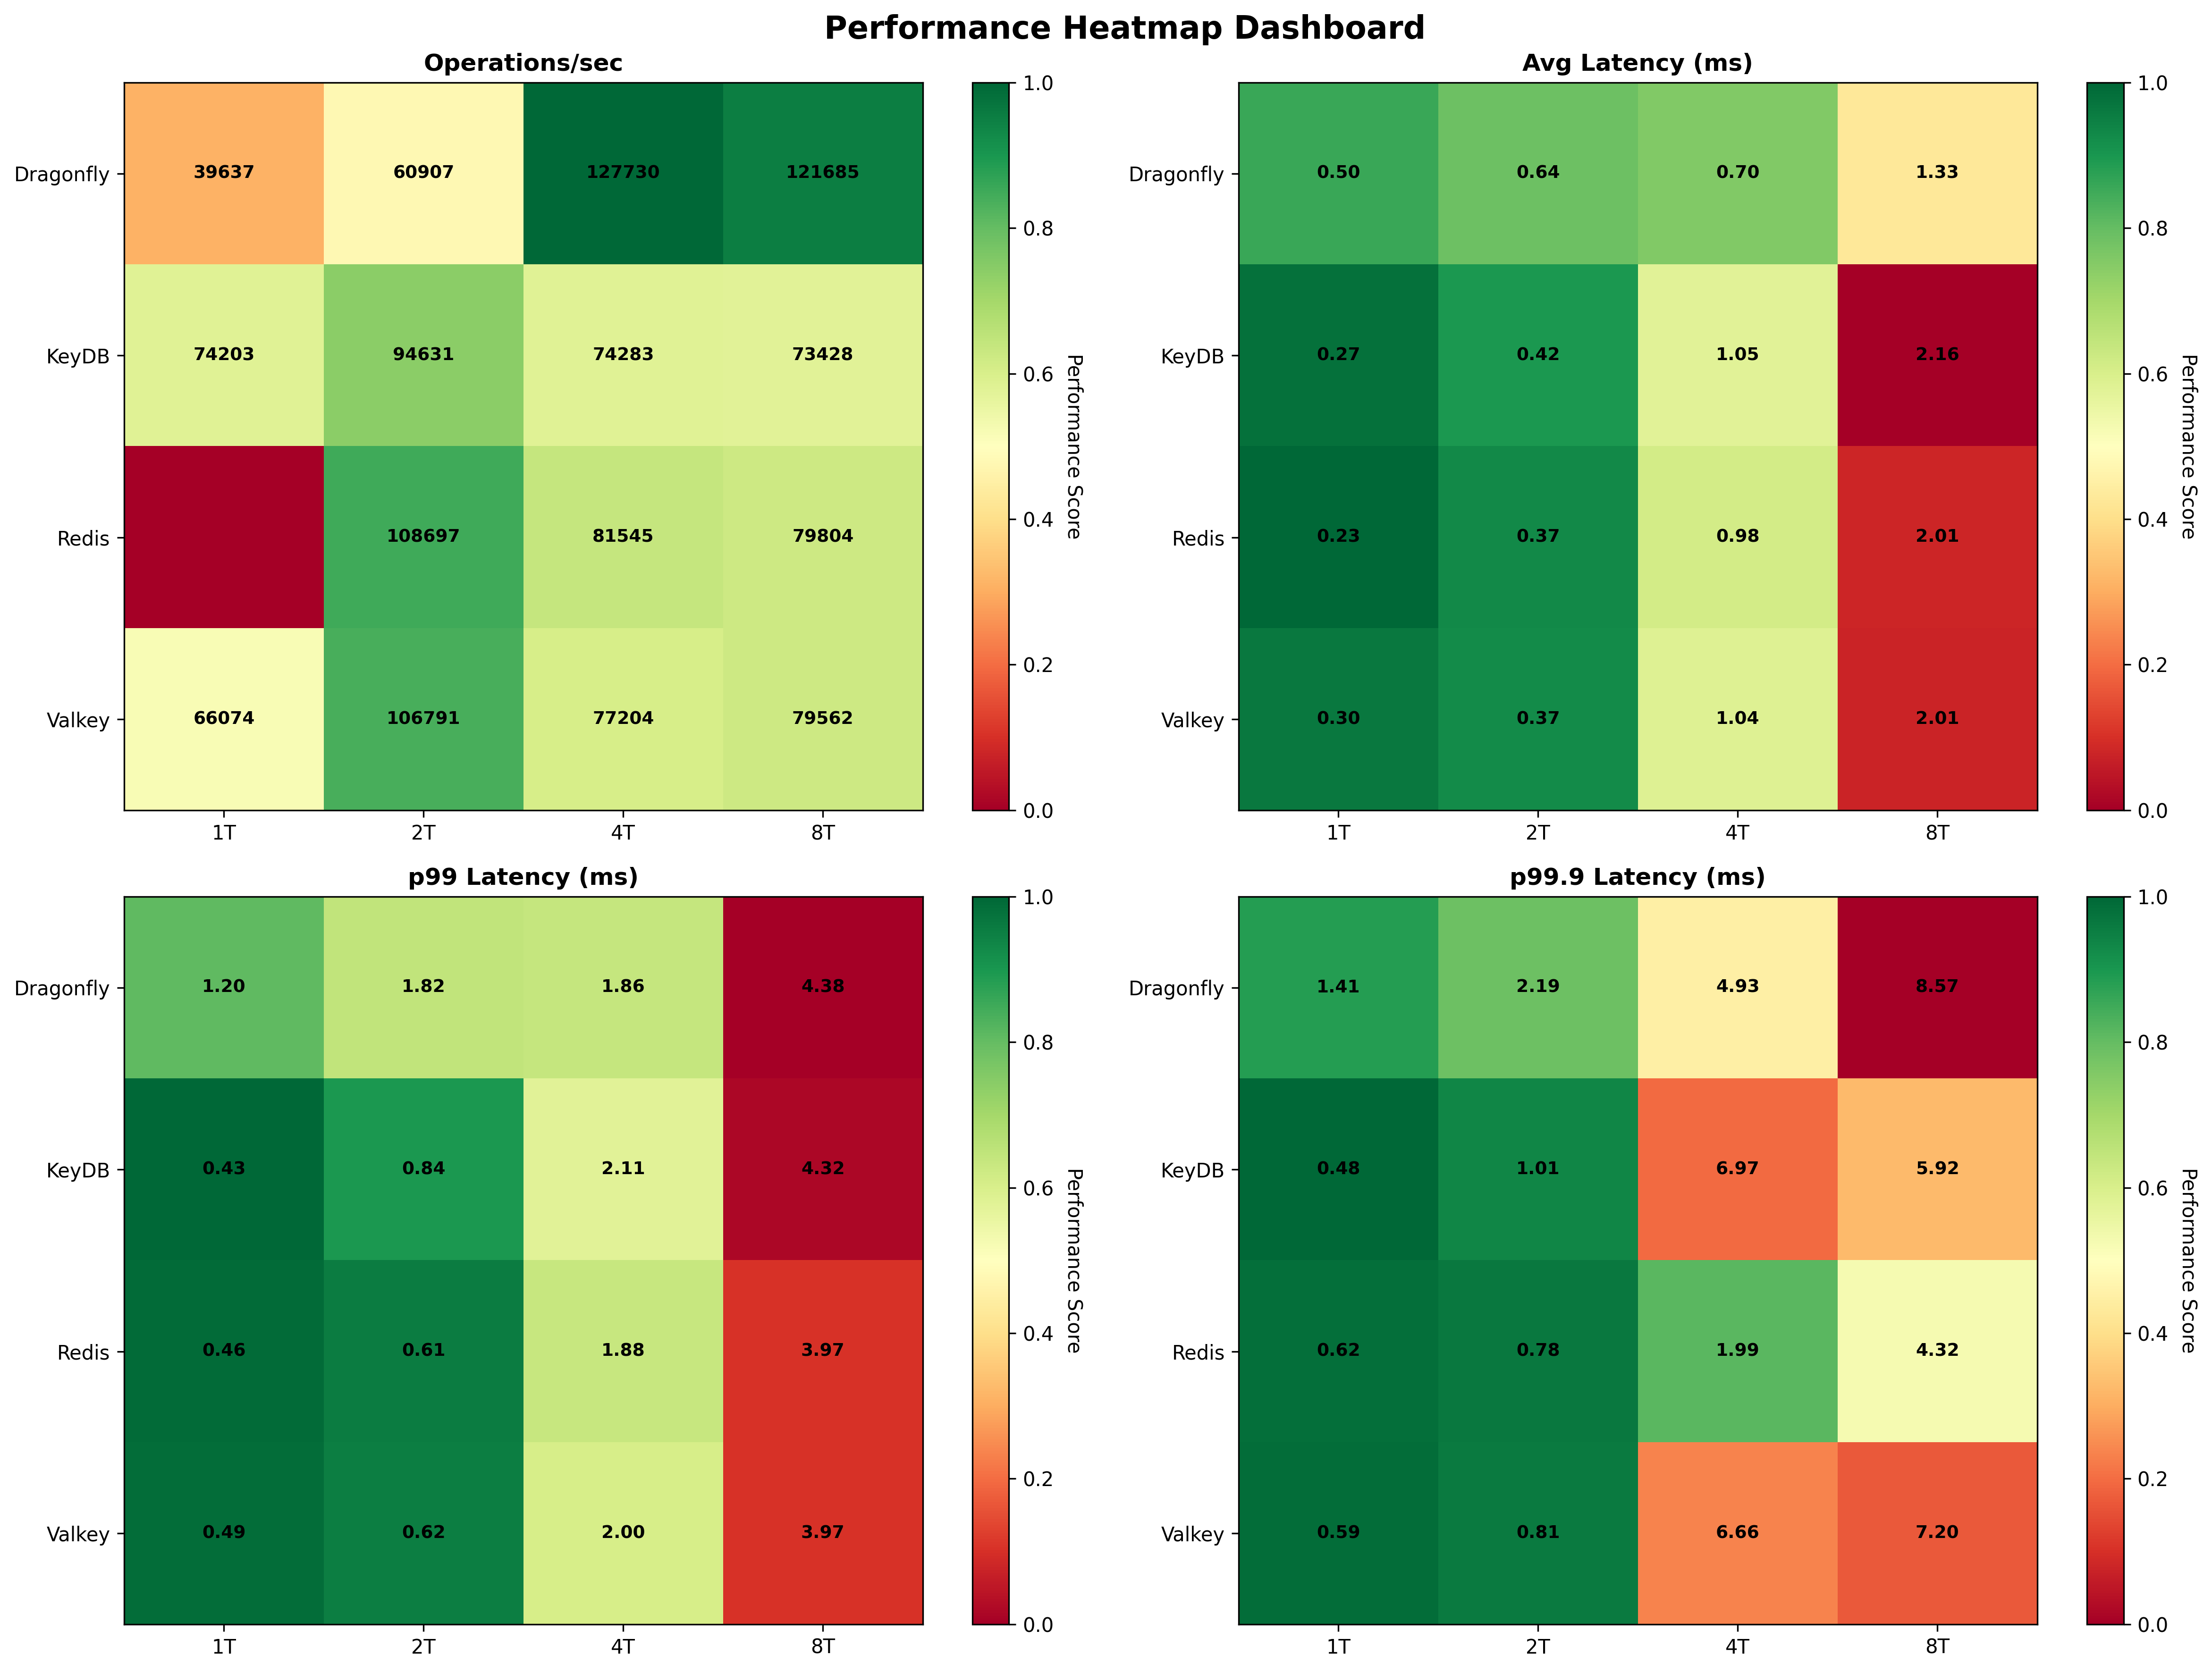 Performance Heatmap Dashboard
Operations/sec
Dragonfly 39637 60907 127730 121685
KeyDB 74203 94631 74283 73428
Redis 108697 81545 79804
Valkey 66074 106791 77204 79562
1T 2T 4T 8T
1.0
0.8
0.6
0.4
0.2
0.0
Performance Score
Avg Latency (ms)
Dragonfly 0.50 0.64 0.70 1.33
KeyDB 0.27 0.42 1.05 2.16
Redis 0.23 0.37 0.98 2.01
Valkey 0.30 0.37 1.04 2.01
1T 2T 4T 8T
1.0
0.8
0.6
0.4
0.2
0.0
Performance Score
p99 Latency (ms)
Dragonfly 1.20 1.82 1.86 4.38
KeyDB 0.43 0.84 2.11 4.32
Redis 0.46 0.61 1.88 3.97
Valkey 0.49 0.62 2.00 3.97
1T 2T 4T 8T
1.0
0.8
0.6
0.4
0.2
0.0
Performance Score
p99.9 Latency (ms)
Dragonfly 1.41 2.19 4.93 8.57
KeyDB 0.48 1.01 6.97 5.92
Redis 0.62 0.78 1.99 4.32
Valkey 0.59 0.81 6.66 7.20
1T 2T 4T 8T
1.0
0.8
0.6
0.4
0.2
0.0
Performance Score